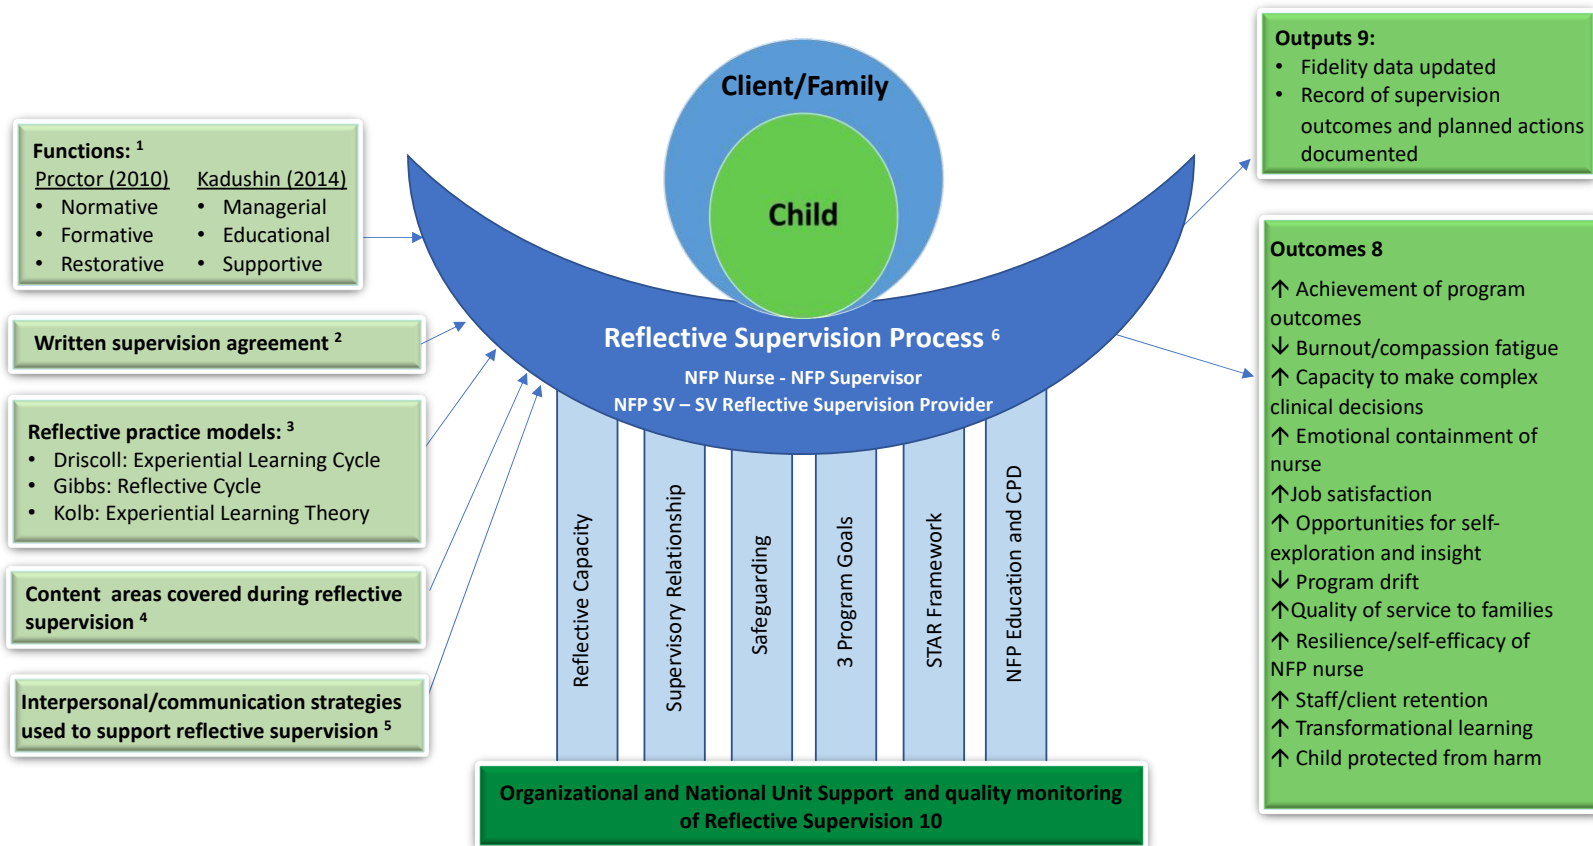 Functions: 1
Proctor (2010)
• Normative
• Formative
• Restorative
Kadushin (2014)
• Managerial
• Educational
• Supportive
Written supervision agreement 2
Reflective practice models: 3
• Driscoll: Experiential Learning Cycle
• Gibbs: Reflective Cycle
• Kolb: Experiential Learning Theory
Content areas covered during reflective
supervision 4
Interpersonal/communication strategies
used to support reflective supervision 5
Client/Family
Child
Reflective Supervision Process 6
NFP Nurse - NFP Supervisor
NFP SV – SV Reflective Supervision Provider
Reflective Capacity
Supervisory Relationship
Safeguarding
3 Program Goals
STAR Framework
NFP Education and CPD
Organizational and National Unit Support and quality monitoring
of Reflective Supervision 10
Outputs 9:
• Fidelity data updated
• Record of supervision
outcomes and planned actions
documented
Outcomes 8
↑ Achievement of program
outcomes
↓ Burnout/compassion fatigue
↑ Capacity to make complex
clinical decisions
↑ Emotional containment of
nurse
↑Job satisfaction
↑ Opportunities for self-
exploration and insight
↓ Program drift
↑Quality of service to families
↑ Resilience/self-efficacy of
NFP nurse
↑ Staff/client retention
↑ Transformational learning
↑ Child protected from harm